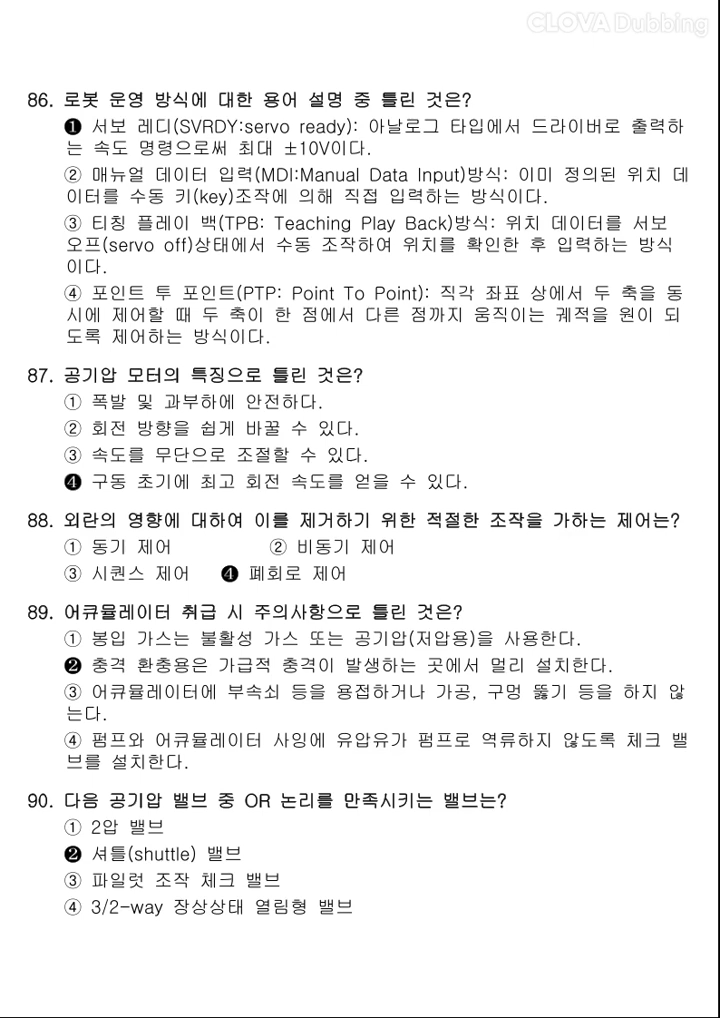 CLOVA Dubbing
86. 로봇 운영 방식에 대한 용어 설명 중 틀린 것은?
❶ 서보 레디(SVRDY:servo ready): 아날로그 타입에서 드라이버로 출력하
는 속도 명령으로써 최대 ±10V이다.
② 매뉴얼 데이터 입력(MDI:Manual Data Input)방식: 이미 정의된 위치 데
이터를 수동 키(key)조작에 의해 직접 입력하는 방식이다.
③ 티칭 플레이 백(TPB: Teaching Play Back)방식: 위치 데이터를 서보
오프(servo off)상태에서 수동 조작하여 위치를 확인한 후 입력하는 방식
이다.
④ 포인트 투 포인트(PTP: Point To Point): 직각 좌표 상에서 두 축을 동
시에 제어할 때 두 축이 한 점에서 다른 점까지 움직이는 궤적을 원이 되
도록 제어하는 방식이다.
87. 공기압 모터의 특징으로 틀린 것은?
① 폭발 및 과부하에 안전하다.
② 회전 방향을 쉽게 바꿀 수 있다.
③ 속도를 무단으로 조절할 수 있다.
❹ 구동 초기에 최고 회전 속도를 얻을 수 있다.
88. 외란의 영향에 대하여 이를 제거하기 위한 적절한 조작을 가하는 제어는?
① 동기 제어 ② 비동기 제어
③ 시퀀스 제어 ❹ 폐회로 제어
89. 어큐뮬레이터 취급 시 주의사항으로 틀린 것은?
① 봉입 가스는 불활성 가스 또는 공기압(저압용)을 사용한다.
❷ 충격 환충용은 가급적 충격이 발생하는 곳에서 멀리 설치한다.
③ 어큐뮬레이터에 부속쇠 등을 용접하거나 가공, 구멍 뚫기 등을 하지 않
는다.
④ 펌프와 어큐뮬레이터 사잉에 유압유가 펌프로 역류하지 않도록 체크 밸
브를 설치한다.
90. 다음 공기압 밸브 중 OR 논리를 만족시키는 밸브는?
① 2압 밸브
❷ 셔틀(shuttle) 밸브
③ 파일럿 조작 체크 밸브
④ 3/2-way 장상상태 열림형 밸브